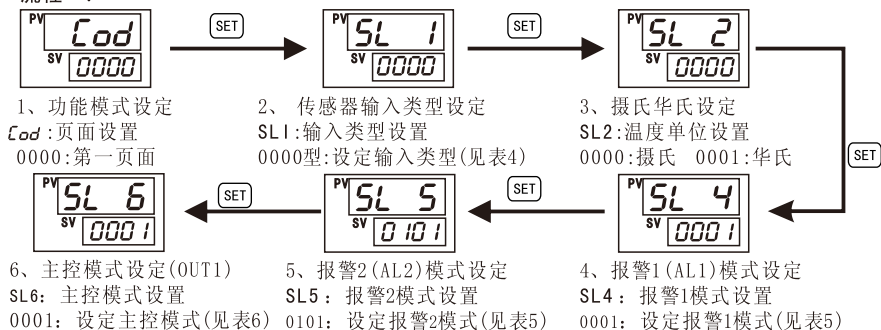 PV Cod
SV 0000
SET
PV SL 1
SV 0000
SET
PV SL 2
SV 0000
1、功能模式设定
Cod:页面设置
0000:第一页面
2、 传感器输入类型设定
SL1:输入类型设置
0000型:设定输入类型(见表4)
3、摄氏华氏设定
SL2:温度单位设置
0000:摄氏 0001:华氏
SET
PV SL 6
SV 0001
SET
PV SL 5
SV 0101
SET
PV SL 4
SV 0001
6、主控模式设定(OUT1)
SL6: 主控模式设置
0001: 设定主控模式(见表6)
5、报警2(AL2)模式设定
SL5：报警2模式设置
0101: 设定报警2模式(见表5)
4、报警1(AL1)模式设定
SL4：报警1模式设置
0001: 设定报警1模式(见表5)